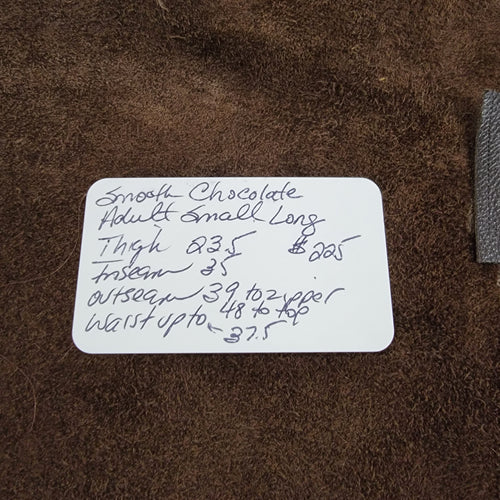 Smooth Chocolate
Adult Small Long
Thigh 23.5 $225
Inseam 35
outseam 39 to zipper
48 to top
Waist up to 37.5